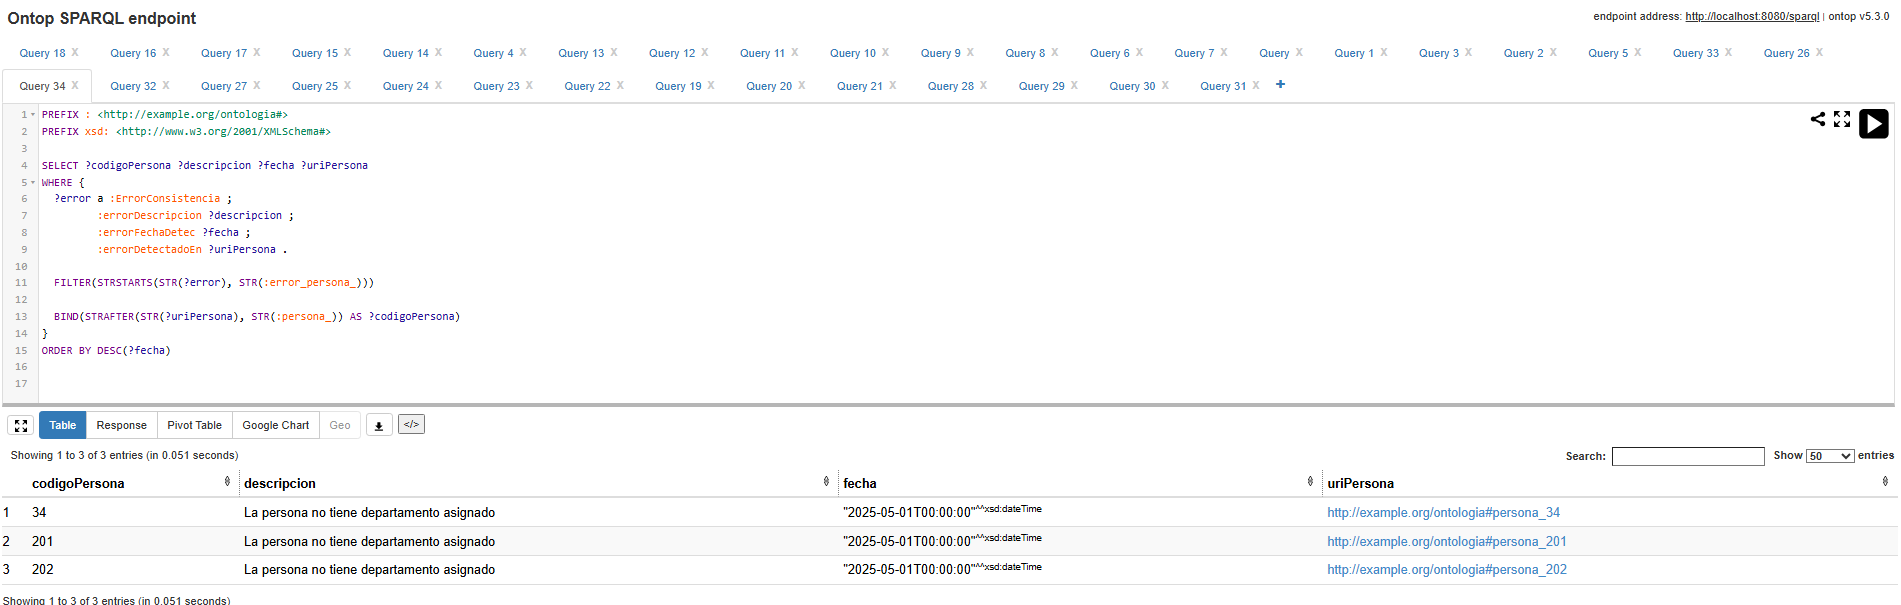 Ontop SPARQL endpoint
endpoint address: http://localhost:8080/sparql | ontop v5.3.0
Query 18 X Query 16 X Query 17 X Query 15 X Query 14 X Query 4 X Query 13 X Query 12 X Query 11 X Query 10 X Query 9 X Query 8 X Query 6 X Query 7 X Query X Query 1 X Query 3 X Query 2 X Query 5 X Query 33 X Query 26 X
Query 34 X Query 32 X Query 27 X Query 25 X Query 24 X Query 23 X Query 22 X Query 19 X Query 20 X Query 21 X Query 28 X Query 29 X Query 30 X Query 31 X +
1 PREFIX : <http://example.org/ontologia#>
2 PREFIX xsd: <http://www.w3.org/2001/XMLSchema#>
3
4 SELECT ?codigoPersona ?descripcion ?fecha ?uriPersona
5 WHERE {
6 ?error a :ErrorConsistencia ;
7 :errorDescripcion ?descripcion ;
8 :errorFechaDetec ?fecha ;
9 :errorDetectadoEn ?uriPersona .
10
11 FILTER(STRSTARTS(STR(?error), STR(:error_persona_)))
12
13 BIND(STRAFTER(STR(?uriPersona), STR(:persona_)) AS ?codigoPersona)
14 }
15 ORDER BY DESC(?fecha)
16
17
Table Response Pivot Table Google Chart Geo </>
Showing 1 to 3 of 3 entries (in 0.051 seconds)
Search: Show 50 entries
codigoPersona descripcion fecha uriPersona
1 34 La persona no tiene departamento asignado "2025-05-01T00:00:00"^^xsd:dateTime http://example.org/ontologia#persona_34
2 201 La persona no tiene departamento asignado "2025-05-01T00:00:00"^^xsd:dateTime http://example.org/ontologia#persona_201
3 202 La persona no tiene departamento asignado "2025-05-01T00:00:00"^^xsd:dateTime http://example.org/ontologia#persona_202
Showing 1 to 3 of 3 entries (in 0.051 seconds)